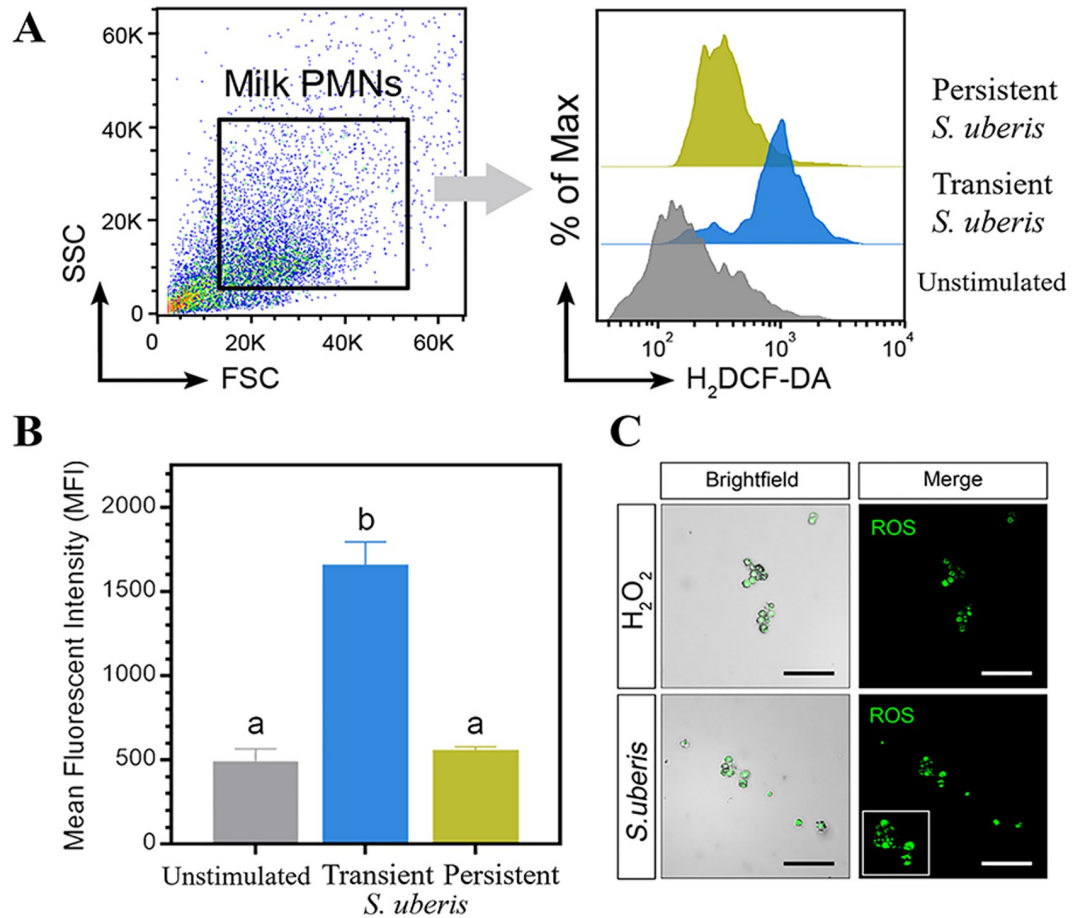 A
60K
40K
20K
0
SSC
Milk PMNs
0
20K
40K
60K
FSC
% of Max
10²
10³
10⁴
H₂DCF-DA
Persistent
S. uberis
Transient
S. uberis
Unstimulated
B
Mean Fluorescent Intensity (MFI)
2000
1500
1000
500
0
a
b
a
Unstimulated
Transient
Persistent
S. uberis
C
Brightfield
Merge
H₂O₂
ROS
S.uberis
ROS